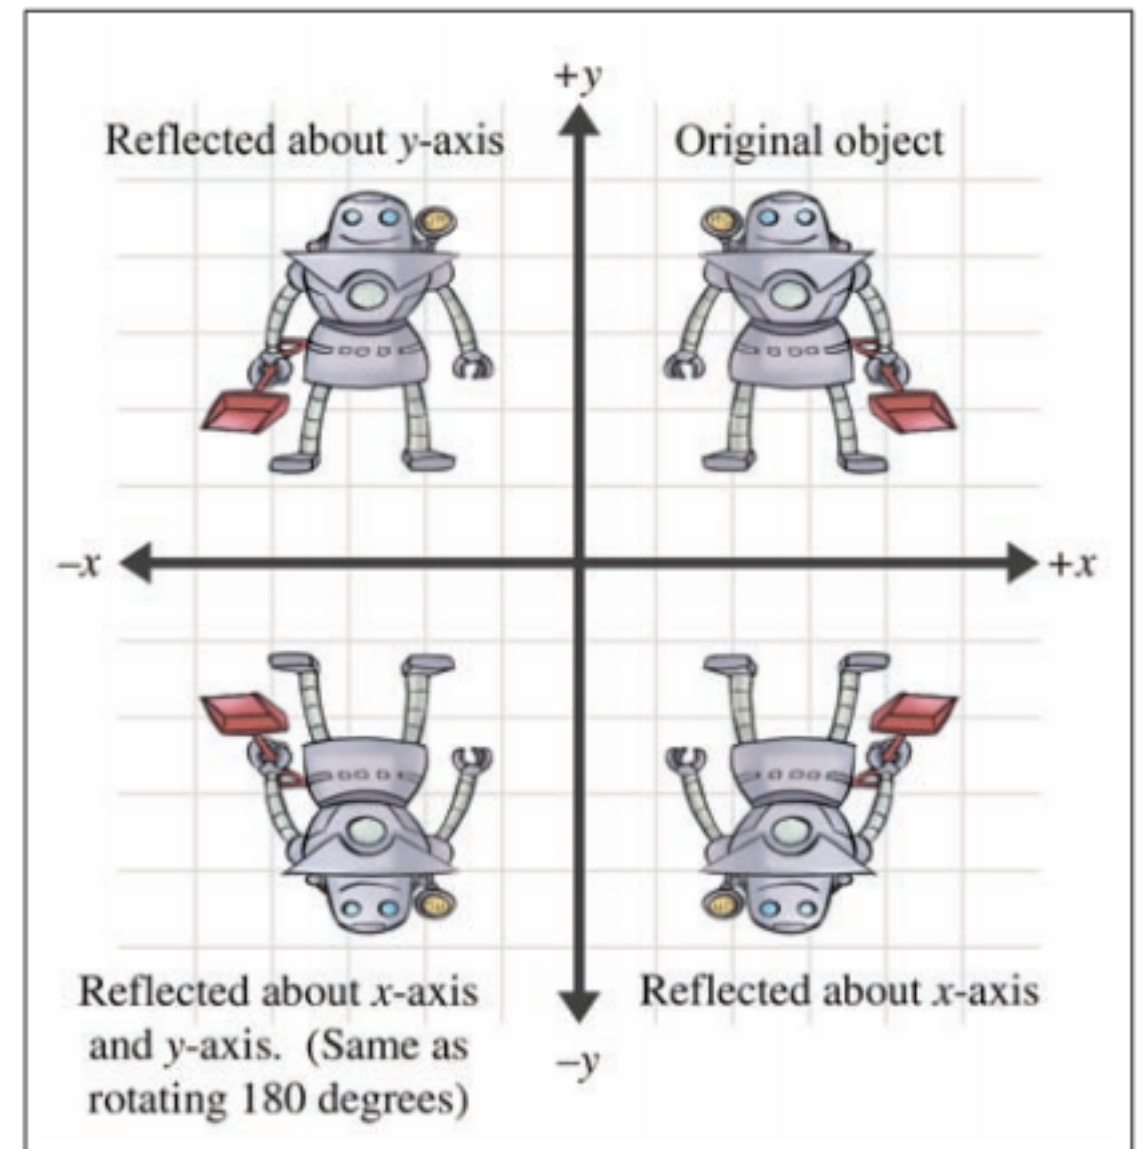 +y
Reflected about y-axis
Original object
–x
+x
Reflected about x-axis
and y-axis. (Same as
rotating 180 degrees)
Reflected about x-axis
–y